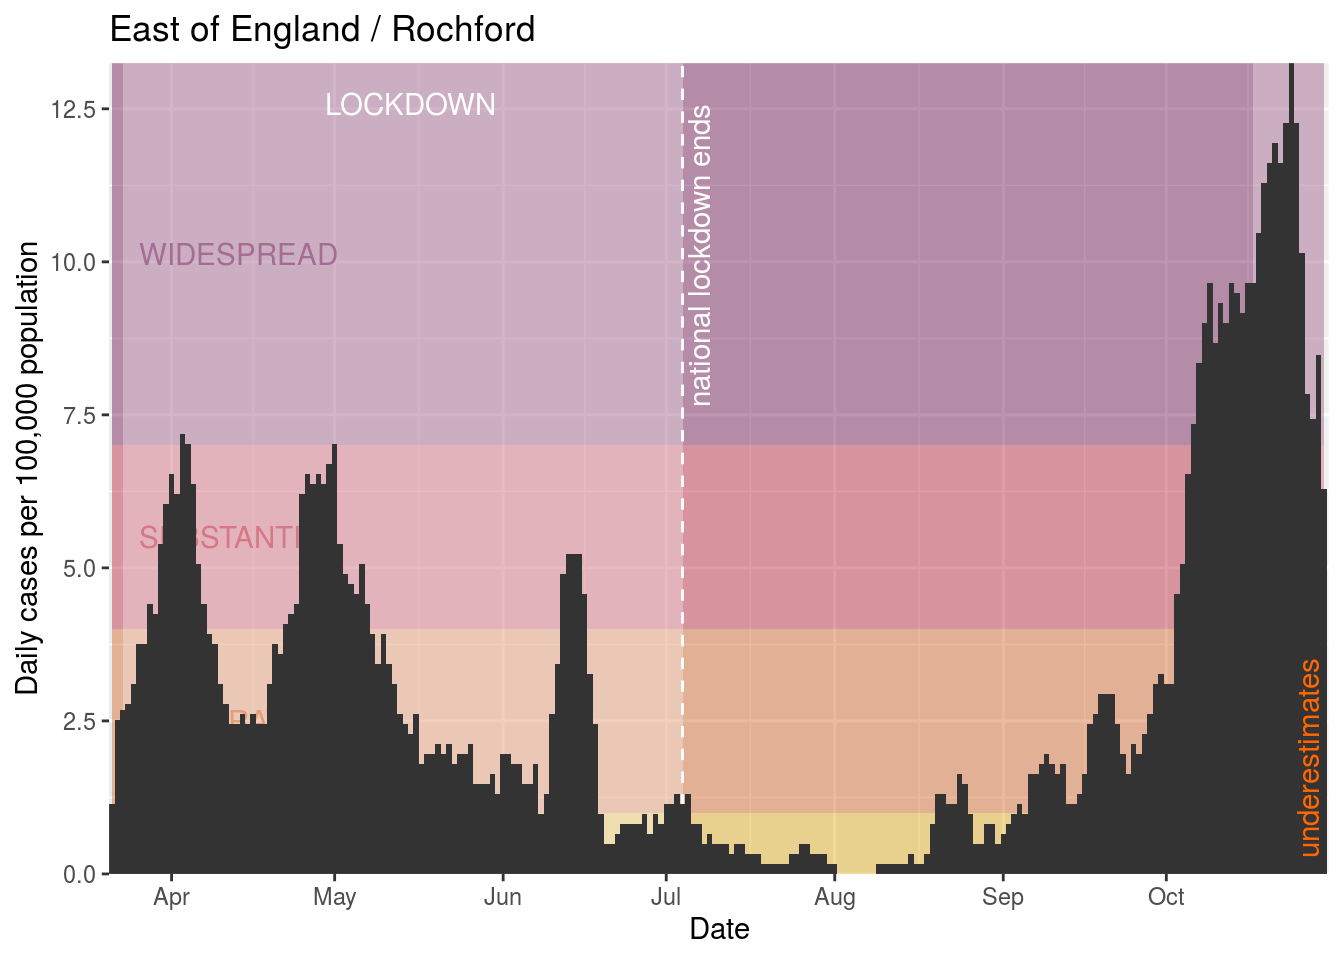 East of England / Rochford
Daily cases per 100,000 population
12.5
10.0
7.5
5.0
2.5
0.0
LOCKDOWN
WIDESPREAD
national lockdown ends
underestimates
Apr
May
Jun
Jul
Aug
Sep
Oct
Date